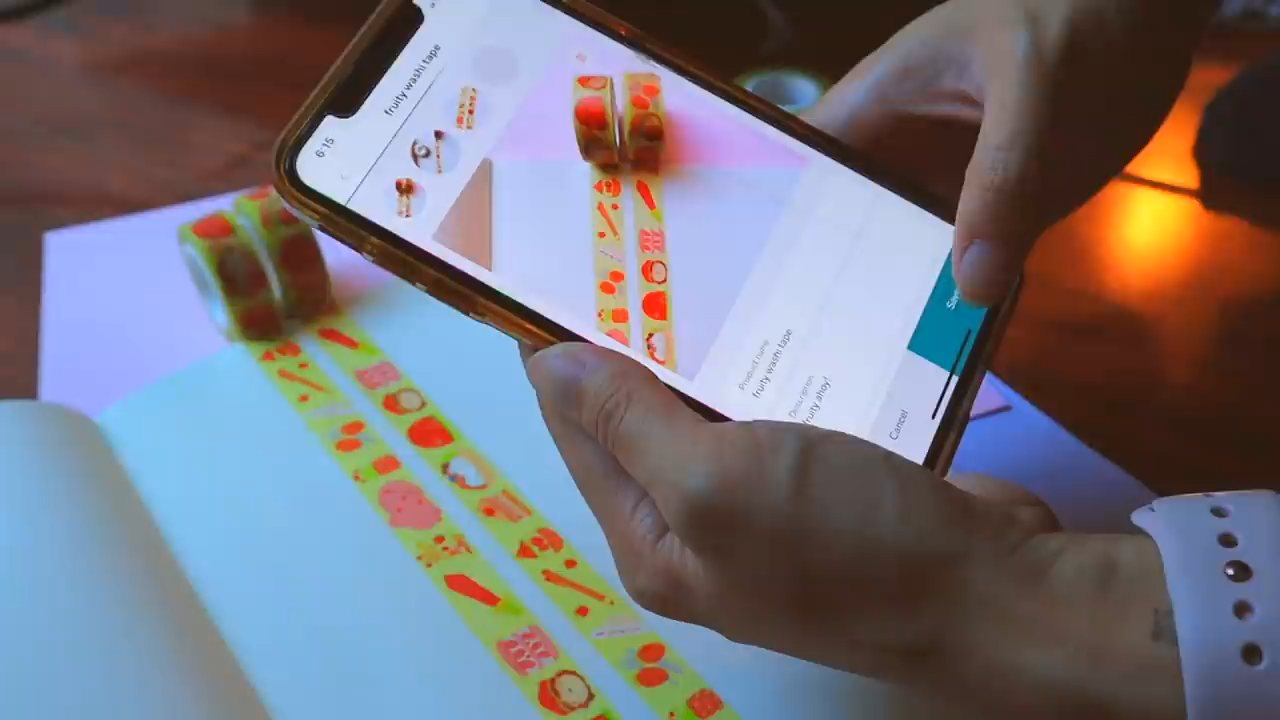 6:15
fruity washi tape
Product name
fruity washi tape
Description
fruity ahoy!
Cancel